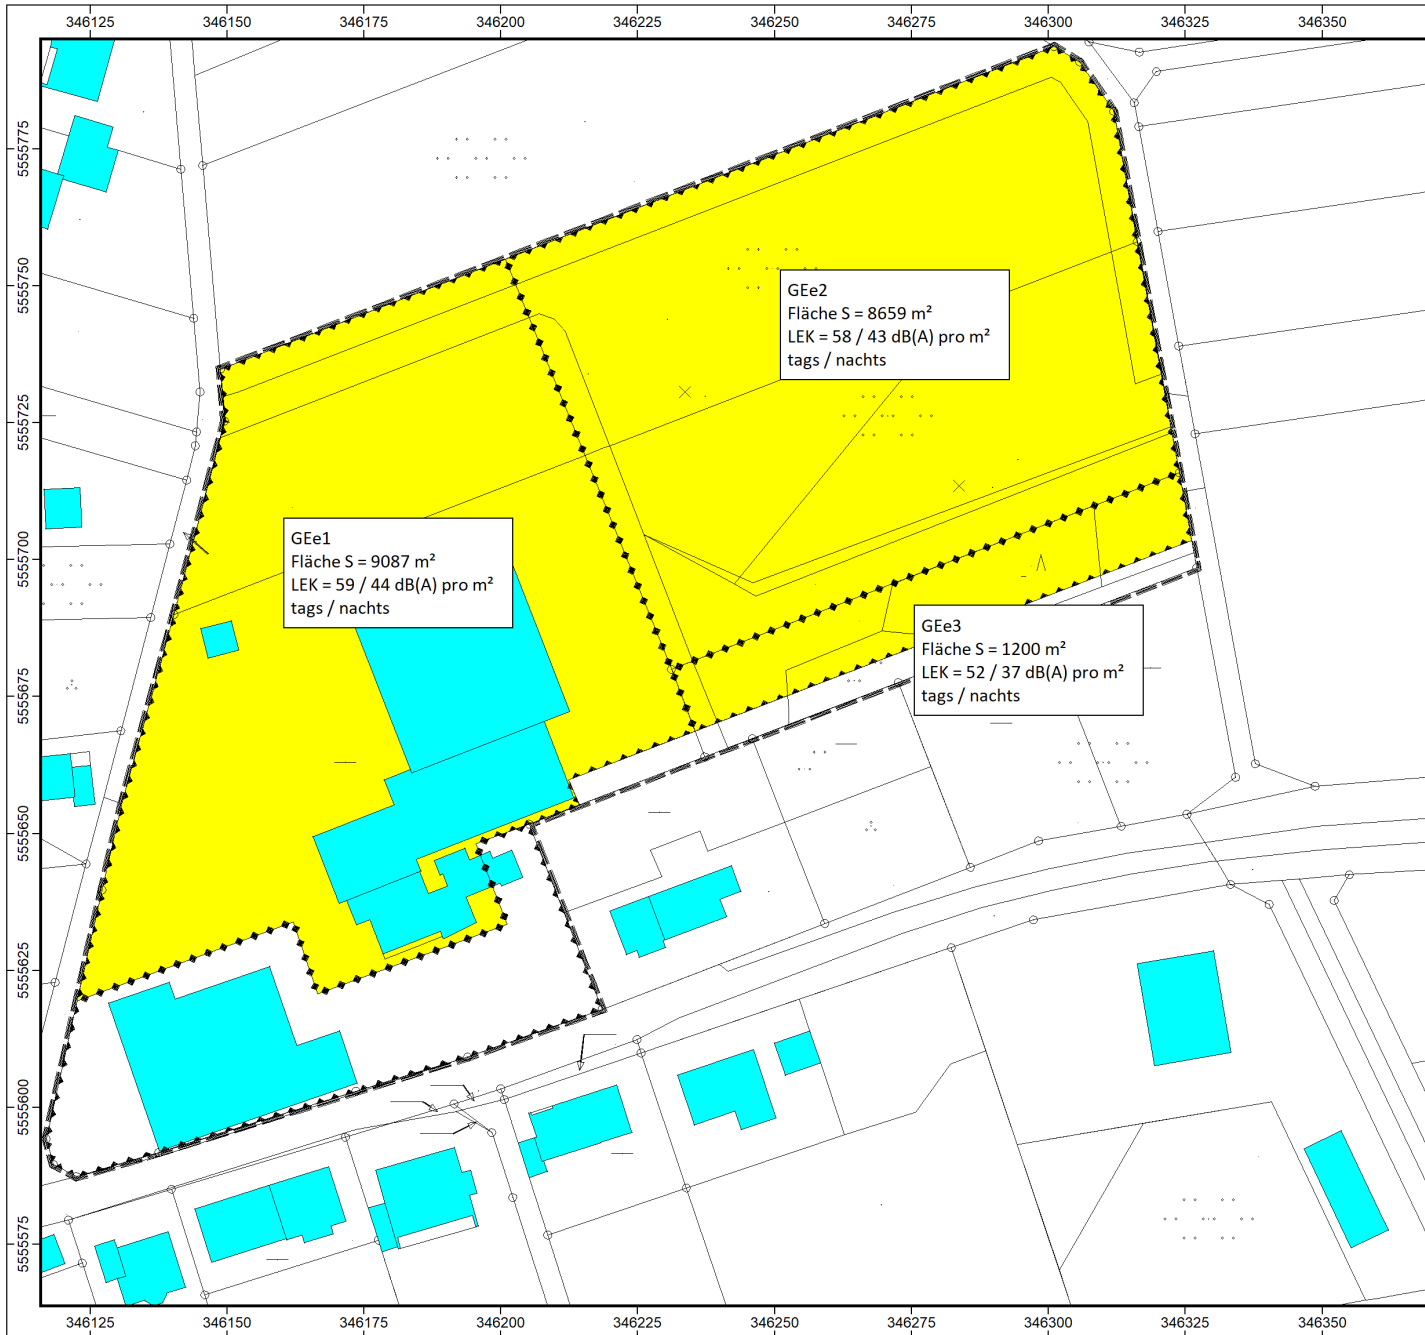 346125 346150 346175 346200 346225 346250 346275 346300 346325 346350
5555775
5555750
5555725
5555700
5555675
5555650
5555625
5555600
5555575
GEe2
Fläche S = 8659 m²
LEK = 58 / 43 dB(A) pro m²
tags / nachts
GEe1
Fläche S = 9087 m²
LEK = 59 / 44 dB(A) pro m²
tags / nachts
GEe3
Fläche S = 1200 m²
LEK = 52 / 37 dB(A) pro m²
tags / nachts
346125 346150 346175 346200 346225 346250 346275 346300 346325 346350